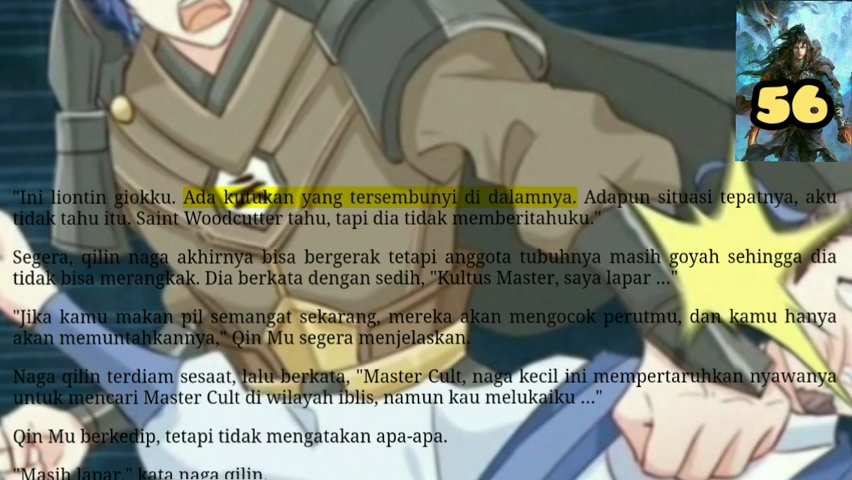 56
"Ini liontin giokku. Ada kutukan yang tersembunyi di dalamnya. Adapun situasi tepatnya, aku
tidak tahu itu. Saint Woodcutter tahu, tapi dia tidak memberitahuku."
Segera, qilin naga akhirnya bisa bergerak tetapi anggota tubuhnya masih goyah sehingga dia
tidak bisa merangkak. Dia berkata dengan sedih, "Kultus Master, saya lapar ..."
"Jika kamu makan pil semangat sekarang, mereka akan mengocok perutmu, dan kamu hanya
akan memuntahkannya," Qin Mu segera menjelaskan.
Naga qilin terdiam sesaat, lalu berkata, "Master Cult, naga kecil ini mempertaruhkan nyawanya
untuk mencari Master Cult di wilayah iblis, namun kau melukaiku ..."
Qin Mu berkedip, tetapi tidak mengatakan apa-apa.
"Masih lapar," kata naga qilin.